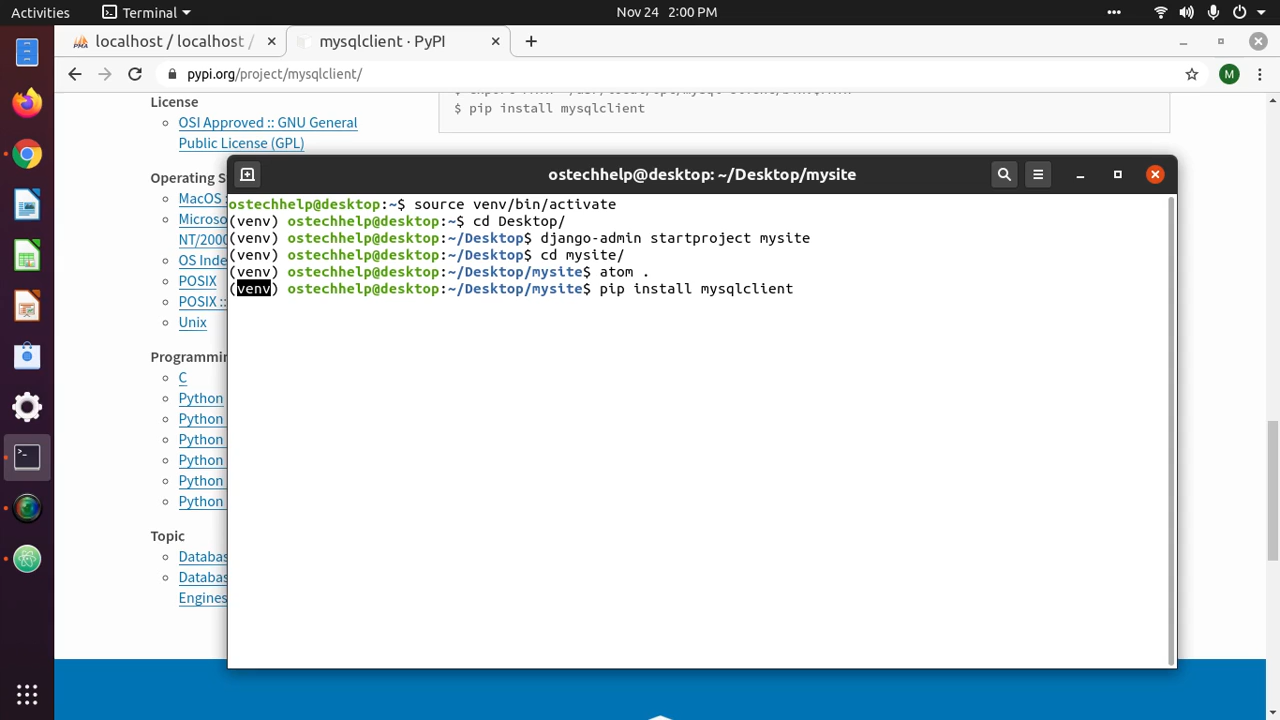 Activities
Terminal
Nov 24 2:00 PM
localhost / localhost /
mysqlclient · PyPI
pypi.org/project/mysqlclient/
M
$ pip install mysqlclient
License
OSI Approved :: GNU General
Public License (GPL)
Operating S
MacOS
Microso
NT/2000
OS Inde
POSIX
POSIX ::
Unix
Programmin
C
Python
Python
Python
Python
Python
Python
Topic
Databas
Databas
Engines
ostechhelp@desktop: ~/Desktop/mysite
ostechhelp@desktop:~$ source venv/bin/activate
(venv) ostechhelp@desktop:~$ cd Desktop/
(venv) ostechhelp@desktop:~/Desktop$ django-admin startproject mysite
(venv) ostechhelp@desktop:~/Desktop$ cd mysite/
(venv) ostechhelp@desktop:~/Desktop/mysite$ atom .
(venv) ostechhelp@desktop:~/Desktop/mysite$ pip install mysqlclient